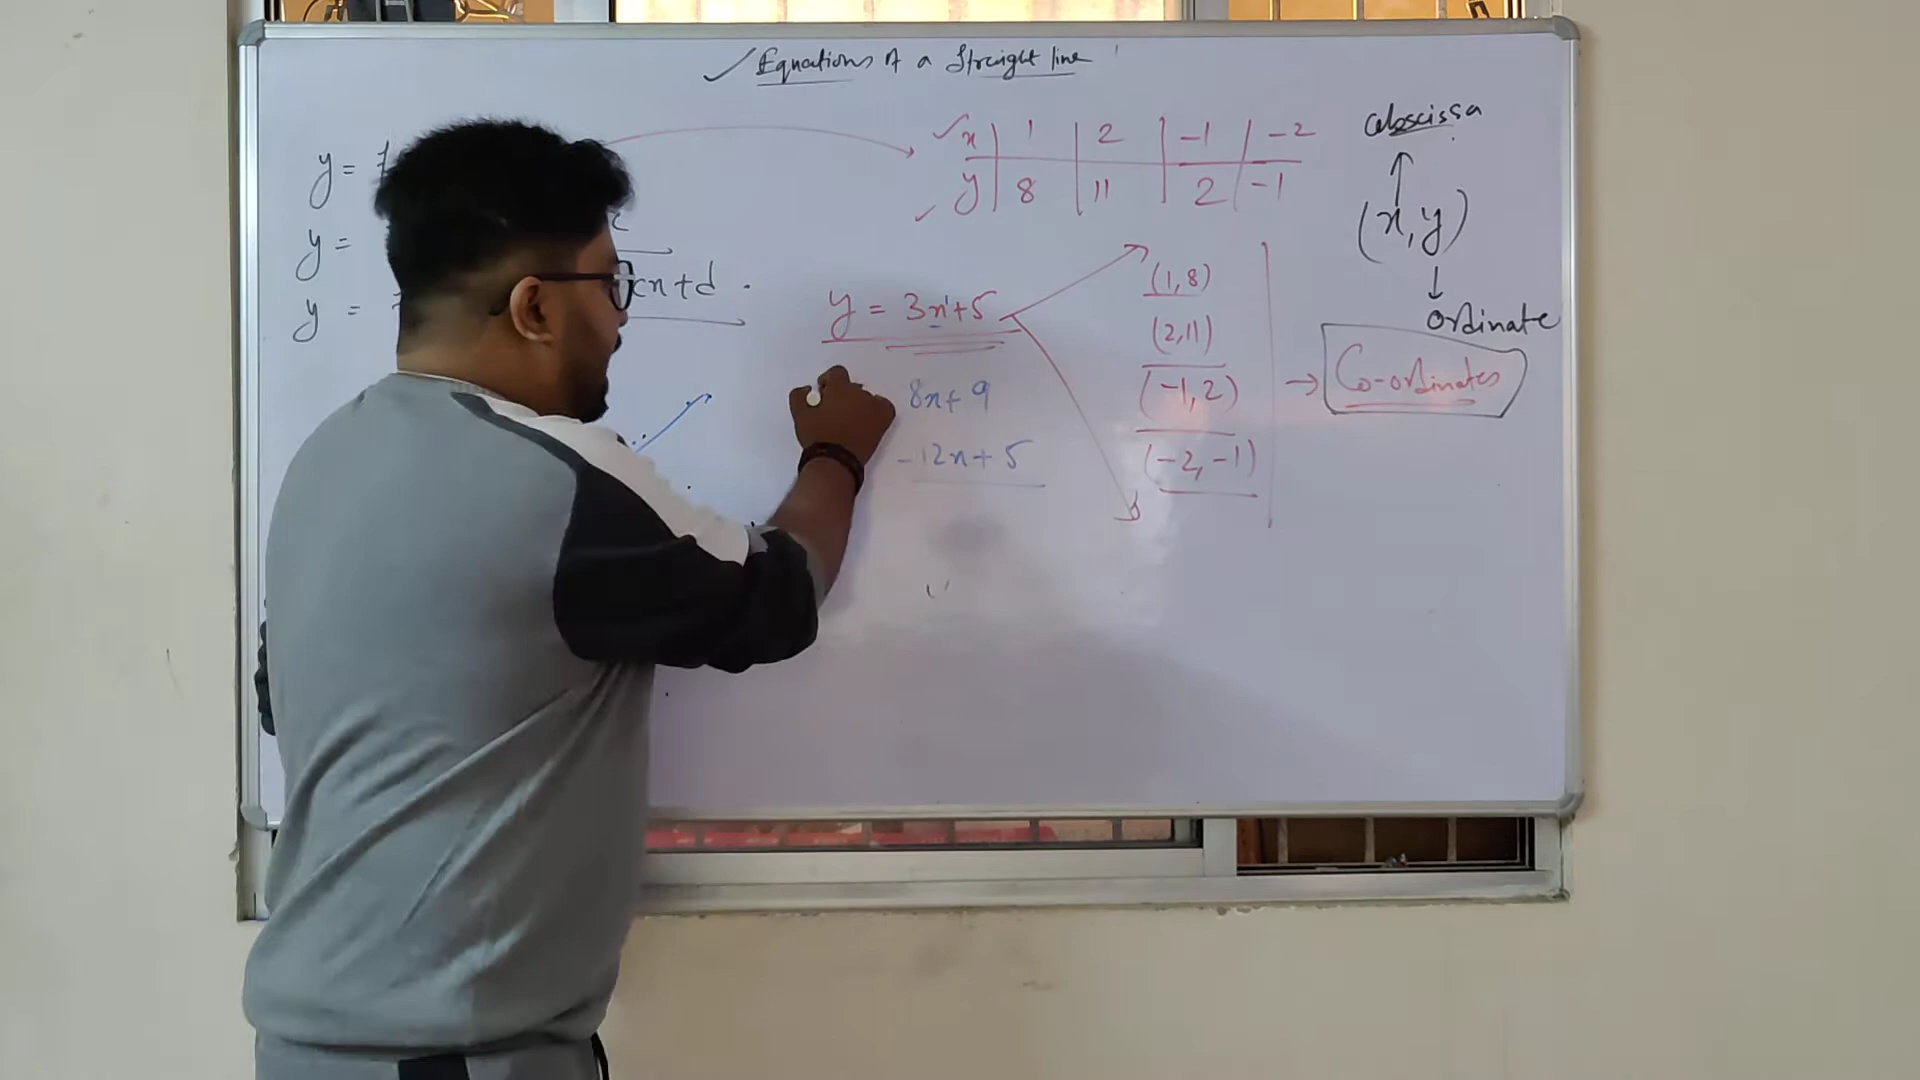 Equations of a Straight line
y =
y =
y =
cx+d .
x | 1 | 2 | -1 | -2
y | 8 | 11 | 2 | -1
y = 3x+5
8x+9
-12x+5
(1,8)
(2,11)
(-1,2)
(-2,-1)
abscissa
(x,y)
ordinate
Co-ordinates